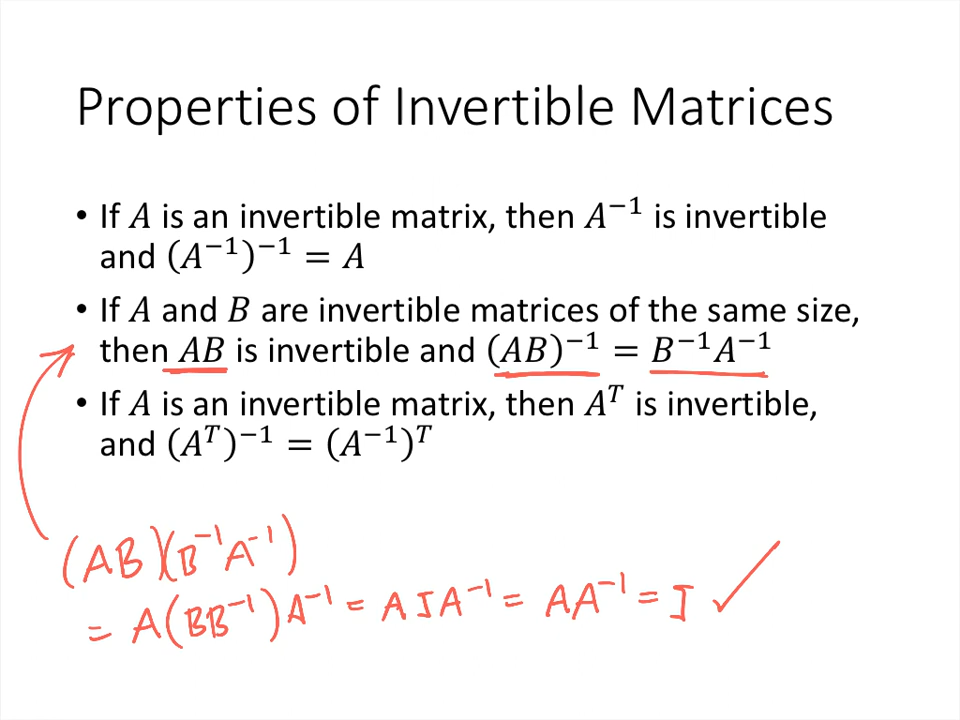 Properties of Invertible Matrices
• If A is an invertible matrix, then A⁻¹ is invertible
and (A⁻¹)⁻¹ = A
• If A and B are invertible matrices of the same size,
then AB is invertible and (AB)⁻¹ = B⁻¹A⁻¹
• If A is an invertible matrix, then Aᵀ is invertible,
and (Aᵀ)⁻¹ = (A⁻¹)ᵀ
(AB)(B⁻¹A⁻¹)
= A(BB⁻¹)A⁻¹ = AIA⁻¹ = AA⁻¹ = I ✓